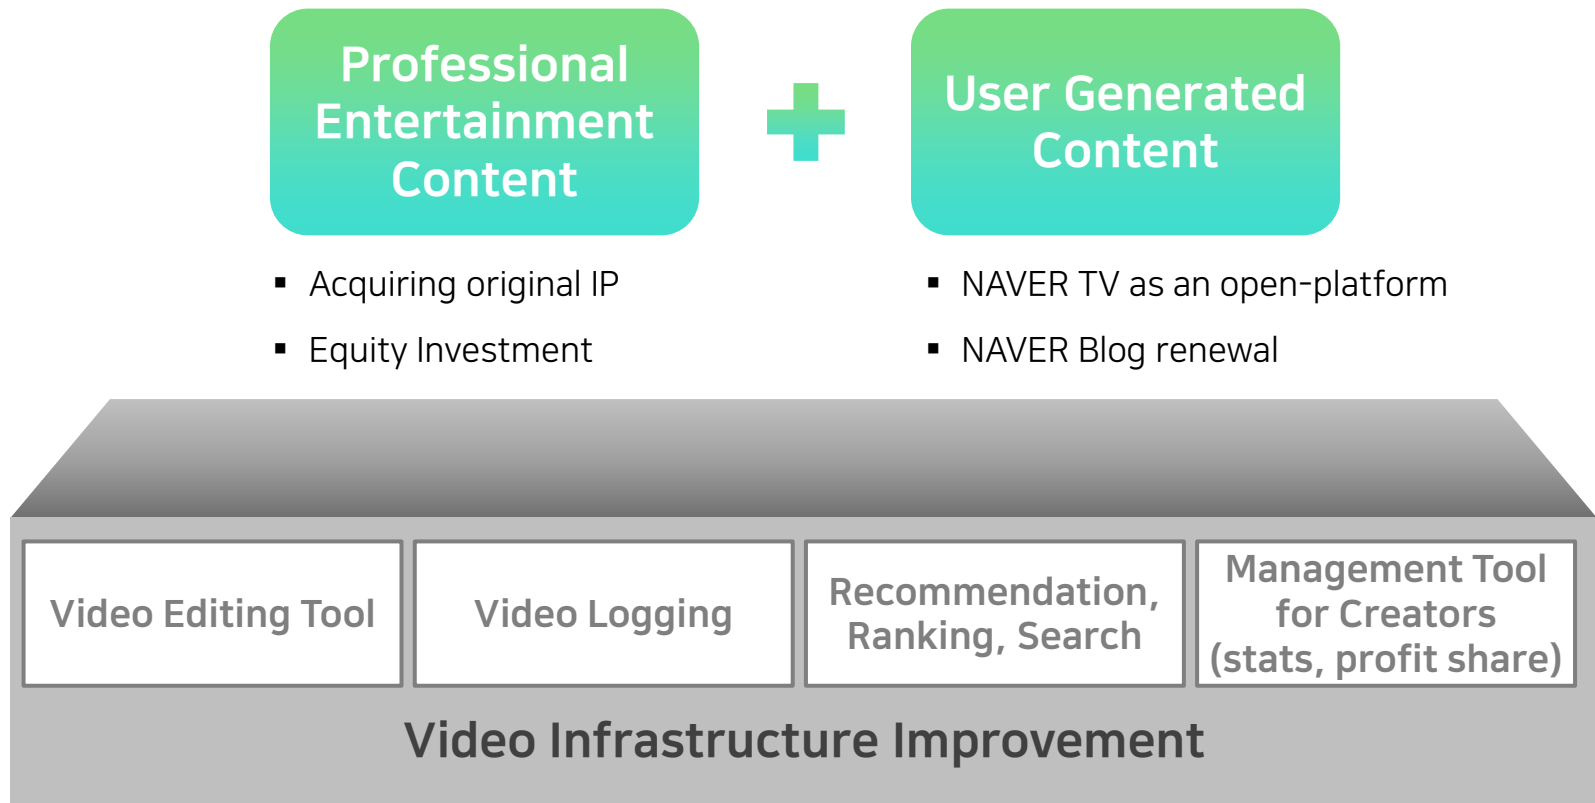 Professional
Entertainment
Content
User Generated
Content
▪ Acquiring original IP
▪ Equity Investment
▪ NAVER TV as an open-platform
▪ NAVER Blog renewal
Video Editing Tool
Video Logging
Recommendation,
Ranking, Search
Management Tool
for Creators
(stats, profit share)
Video Infrastructure Improvement